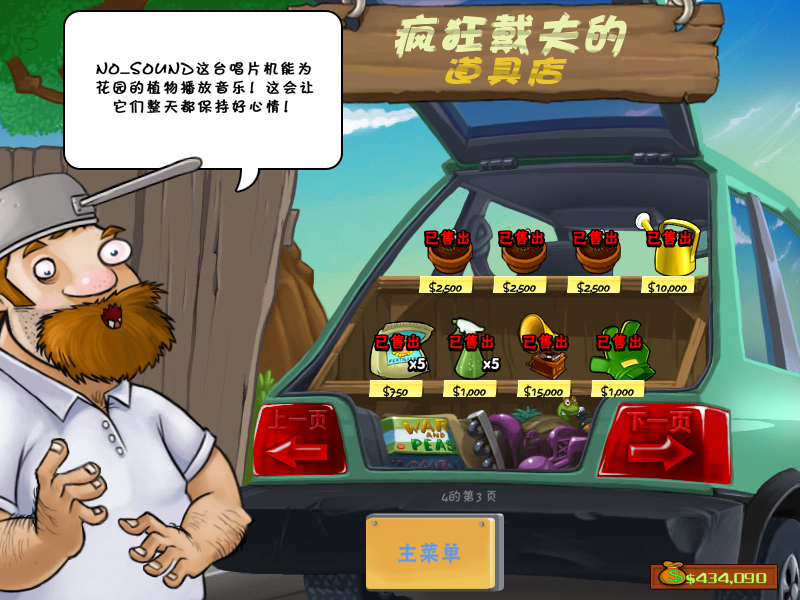 疯狂戴夫的
道具店
NO_SOUND这台唱片机能为
花园的植物播放音乐！这会让
它们整天都保持好心情！
已售出 已售出 已售出 已售出
$2,500 $2,500 $2,500 $10,000
已售出 已售出 已售出 已售出
×5 ×5
$750 $1,000 $15,000 $1,000
WAR
AND
PEAS
上一页 下一页
4的第3页
主菜单
$434,090